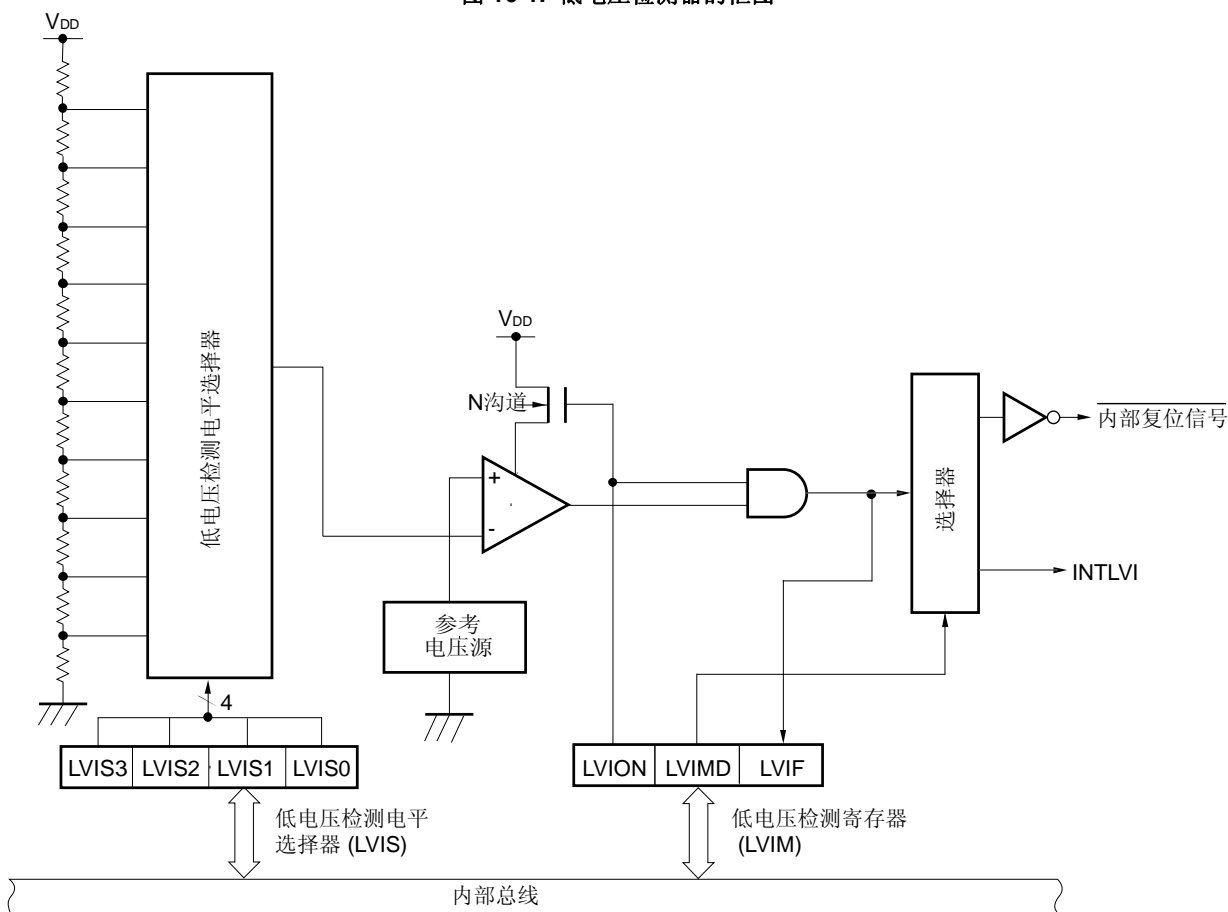 VDD
低电压检测电平选择器
4
LVIS3 LVIS2 LVIS1 LVIS0
低电压检测电平
选择器 (LVIS)
VDD
N沟道
+
-
参考
电压源
LVION LVIMD LVIF
低电压检测寄存器
(LVIM)
选择器
内部复位信号
INTLVI
内部总线